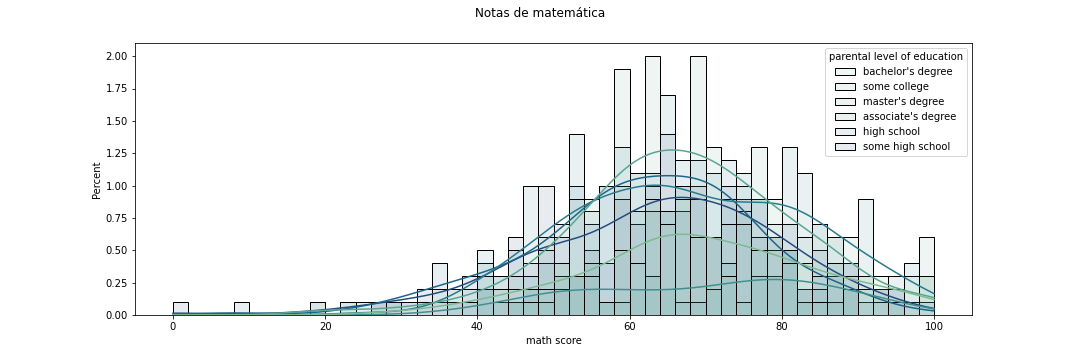 Notas de matemática
parental level of education
bachelor's degree
some college
master's degree
associate's degree
high school
some high school
2.00
1.75
1.50
1.25
1.00
0.75
0.50
0.25
0.00
Percent
0 20 40 60 80 100
math score